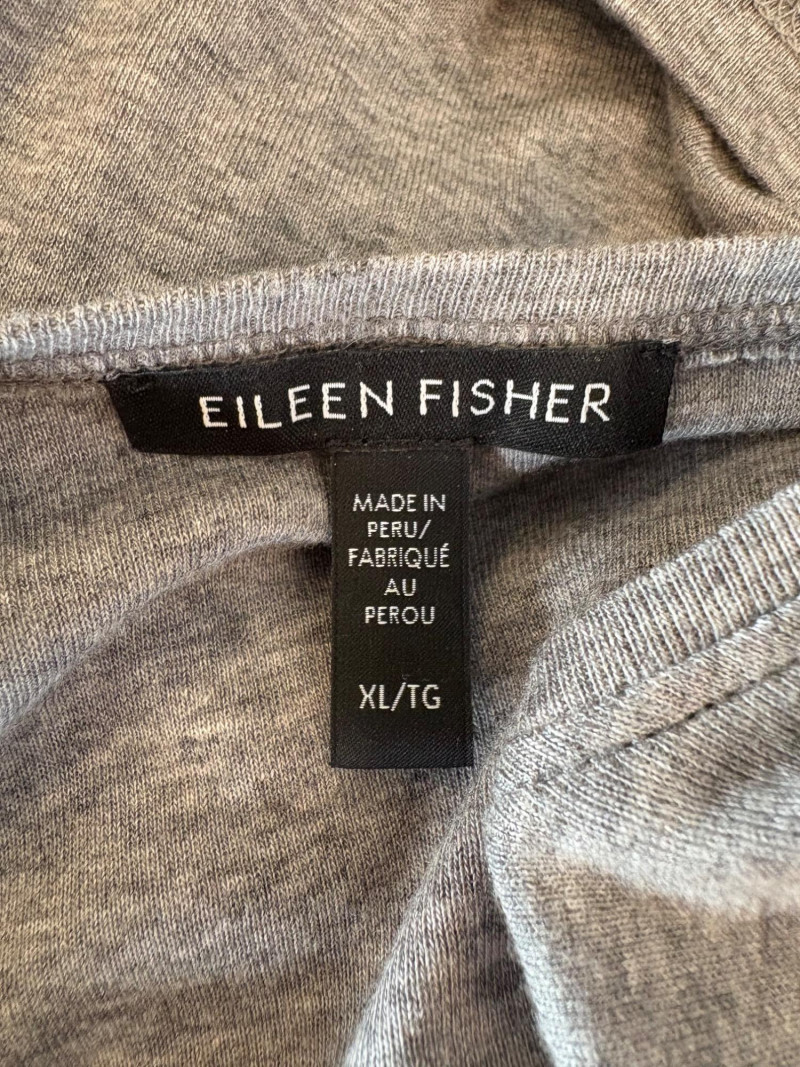 EILEEN FISHER
MADE IN
PERU/
FABRIQUÉ
AU
PEROU
XL/TG